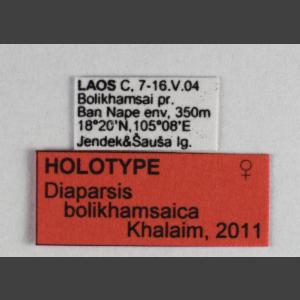 LAOS C, 7-16.V.04
Bolikhamsai pr.
Ban Nape env, 350m
18°20'N,105°08'E
Jendek&Šauša lg.
HOLOTYPE ♀
Diaparsis
bolikhamsaica
Khalaim, 2011